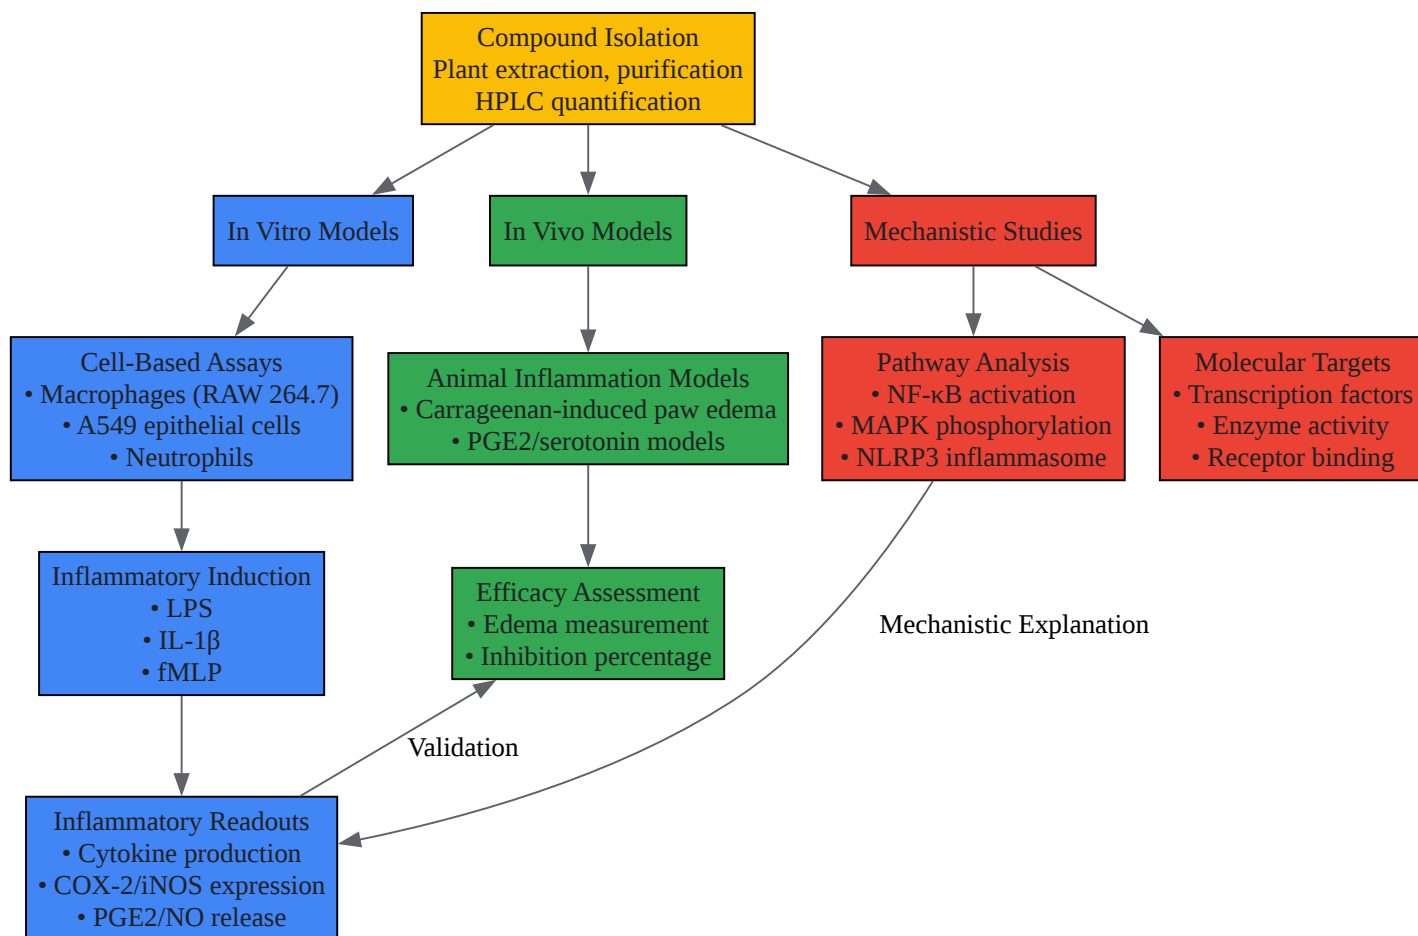 Compound Isolation
Plant extraction, purification
HPLC quantification
In Vitro Models
In Vivo Models
Mechanistic Studies
Cell-Based Assays
• Macrophages (RAW 264.7)
• A549 epithelial cells
• Neutrophils
Animal Inflammation Models
• Carrageenan-induced paw edema
• PGE2/serotonin models
Pathway Analysis
• NF-κB activation
• MAPK phosphorylation
• NLRP3 inflammasome
Molecular Targets
• Transcription factors
• Enzyme activity
• Receptor binding
Inflammatory Induction
• LPS
• IL-1β
• fMLP
Efficacy Assessment
• Edema measurement
• Inhibition percentage
Mechanistic Explanation
Validation
Inflammatory Readouts
• Cytokine production
• COX-2/iNOS expression
• PGE2/NO release